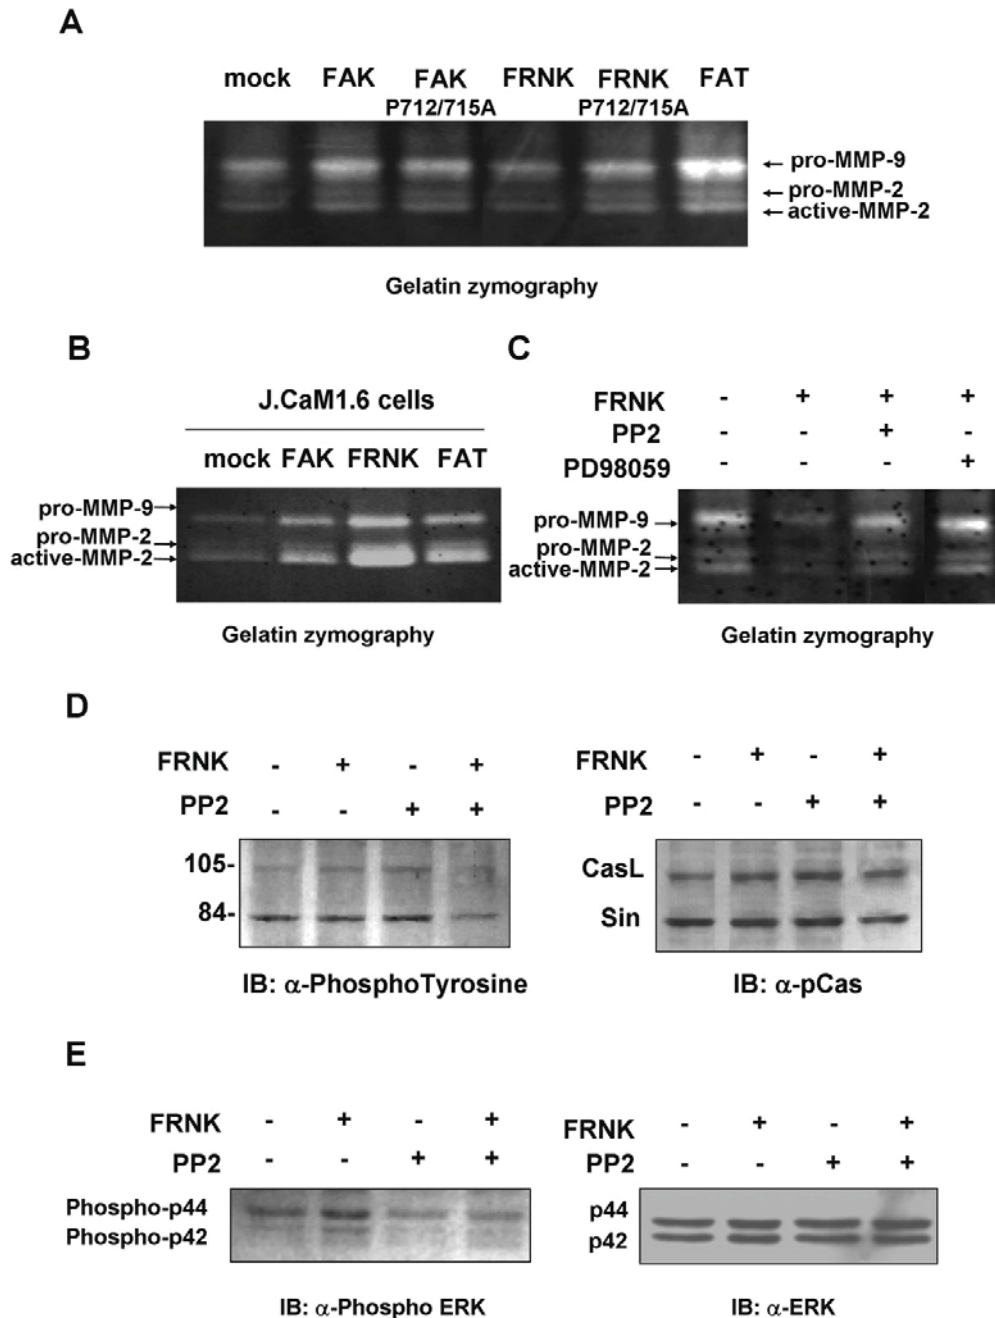 A
mock FAK FAK FRNK FRNK FAT
P712/715A P712/715A
← pro-MMP-9
← pro-MMP-2
← active-MMP-2
Gelatin zymography
B
J.CaM1.6 cells
mock FAK FRNK FAT
pro-MMP-9→
pro-MMP-2→
active-MMP-2→
Gelatin zymography
C
FRNK - + + +
PP2 - - + -
PD98059 - - - +
pro-MMP-9→
pro-MMP-2→
active-MMP-2→
Gelatin zymography
D
FRNK - + - +
PP2 - - + +
105-
84-
IB: α-PhosphoTyrosine
FRNK - + - +
PP2 - - + +
CasL
Sin
IB: α-pCas
E
FRNK - + - +
PP2 - - + +
Phospho-p44
Phospho-p42
IB: α-Phospho ERK
FRNK - + - +
PP2 - - + +
p44
p42
IB: α-ERK